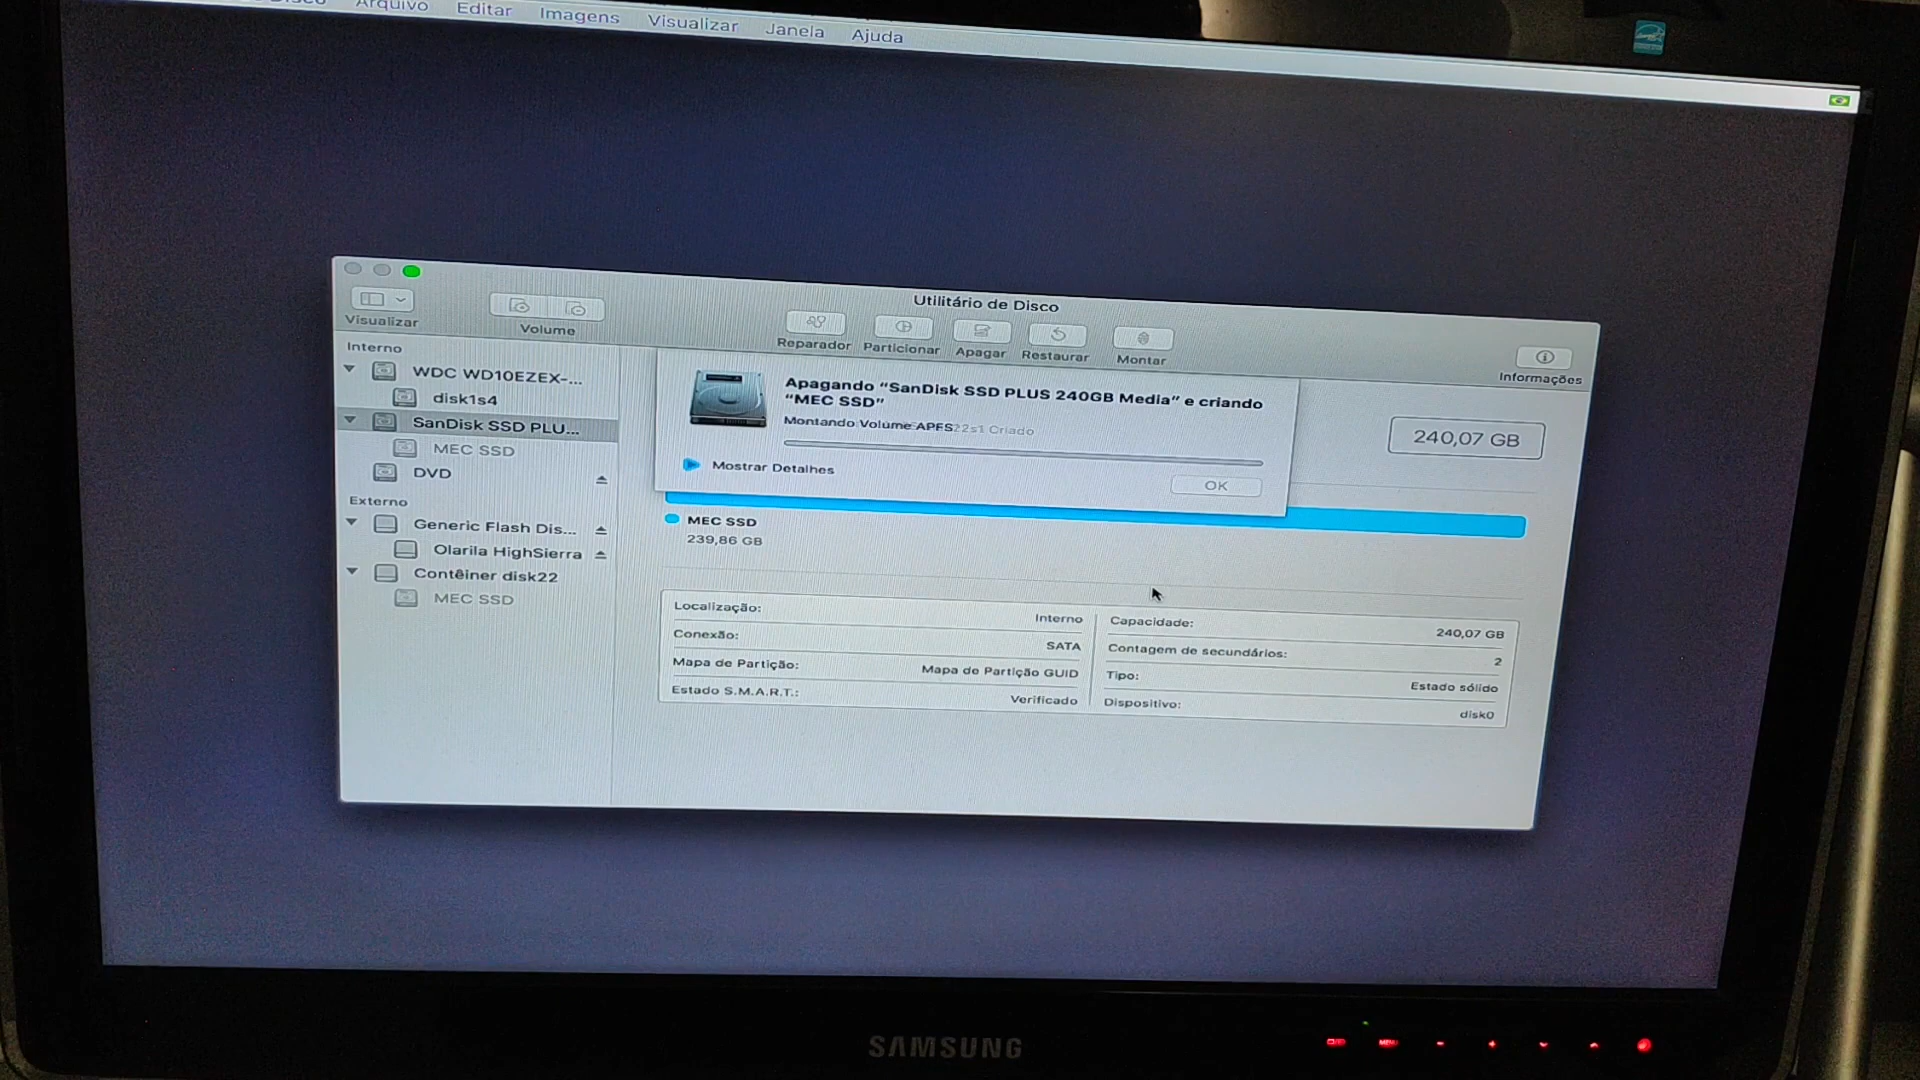 Arquivo Editar Imagens Visualizar Janela Ajuda
Utilitário de Disco
Visualizar
Volume
Reparador Particionar Apagar Restaurar Montar
Informações
Interno
WDC WD10EZEX-...
disk1s4
SanDisk SSD PLU...
MEC SSD
DVD
Externo
Generic Flash Dis...
Olarila HighSierra
Contêiner disk22
MEC SSD
Apagando “SanDisk SSD PLUS 240GB Media” e criando
“MEC SSD”
Montando Volume APFS22s1 Criado
Mostrar Detalhes
OK
240,07 GB
MEC SSD
239,86 GB
Localização: Interno
Conexão: SATA
Mapa de Partição: Mapa de Partição GUID
Estado S.M.A.R.T.: Verificado
Capacidade: 240,07 GB
Contagem de secundários: 2
Tipo: Estado sólido
Dispositivo: disk0
SAMSUNG